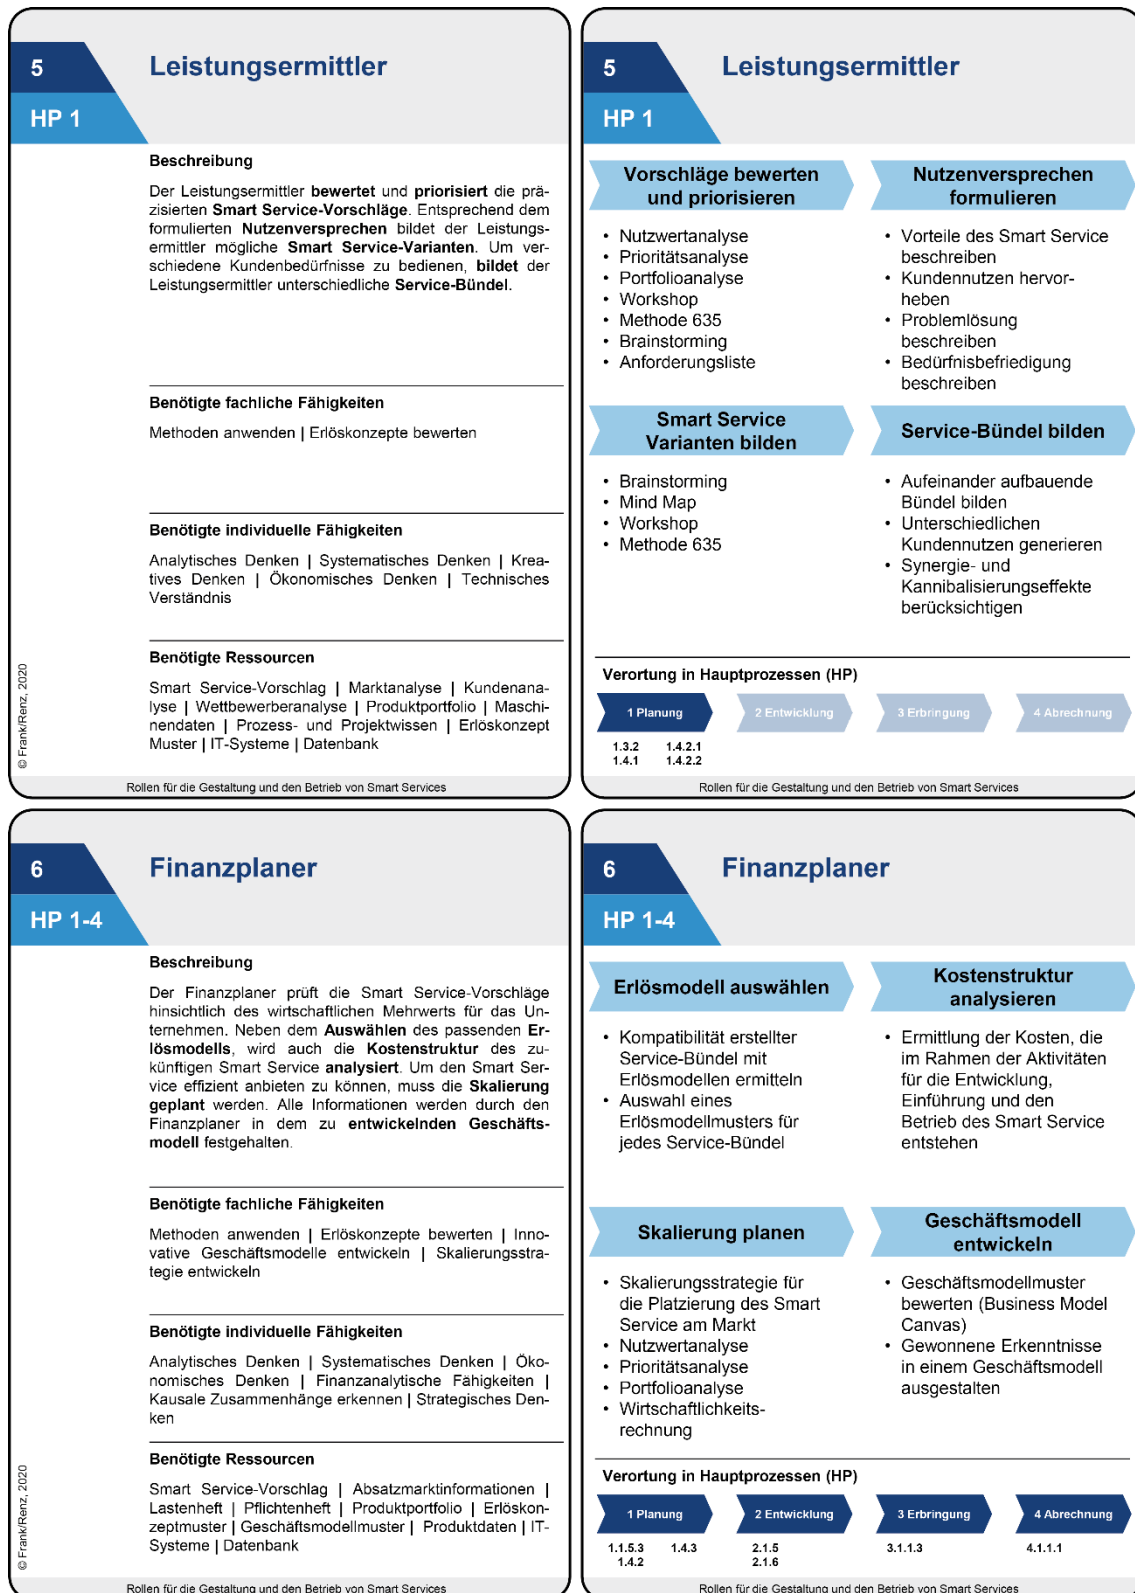 5
Leistungsermittler
HP 1
Beschreibung
Der Leistungsermittler bewertet und priorisiert die prä-
zisierten Smart Service-Vorschläge. Entsprechend dem
formulierten Nutzenversprechen bildet der Leistungs-
ermittler mögliche Smart Service-Varianten. Um ver-
schiedene Kundenbedürfnisse zu bedienen, bildet der
Leistungsermittler unterschiedliche Service-Bündel.
Benötigte fachliche Fähigkeiten
Methoden anwenden | Erlöskonzepte bewerten
Benötigte individuelle Fähigkeiten
Analytisches Denken | Systematisches Denken | Krea-
tives Denken | Ökonomisches Denken | Technisches
Verständnis
Benötigte Ressourcen
Smart Service-Vorschlag | Marktanalyse | Kundenana-
lyse | Wettbewerberanalyse | Produktportfolio | Maschi-
nendaten | Prozess- und Projektwissen | Erlöskonzept
Muster | IT-Systeme | Datenbank
© Frank/Renz, 2020
Rollen für die Gestaltung und den Betrieb von Smart Services
5
Leistungsermittler
HP 1
Vorschläge bewerten
und priorisieren
• Nutzwertanalyse
• Prioritätsanalyse
• Portfolioanalyse
• Workshop
• Methode 635
• Brainstorming
• Anforderungsliste
Nutzenversprechen
formulieren
• Vorteile des Smart Service
beschreiben
• Kundennutzen hervor-
heben
• Problemlösung
beschreiben
• Bedürfnisbefriedigung
beschreiben
Smart Service
Varianten bilden
• Brainstorming
• Mind Map
• Workshop
• Methode 635
Service-Bündel bilden
• Aufeinander aufbauende
Bündel bilden
• Unterschiedlichen
Kundennutzen generieren
• Synergie- und
Kannibalisierungseffekte
berücksichtigen
Verortung in Hauptprozessen (HP)
1 Planung
2 Entwicklung
3 Erbringung
4 Abrechnung
1.3.2 1.4.2.1
1.4.1 1.4.2.2
Rollen für die Gestaltung und den Betrieb von Smart Services
6
Finanzplaner
HP 1-4
Beschreibung
Der Finanzplaner prüft die Smart Service-Vorschläge
hinsichtlich des wirtschaftlichen Mehrwerts für das Un-
ternehmen. Neben dem Auswählen des passenden Er-
lösmodells, wird auch die Kostenstruktur des zu-
künftigen Smart Service analysiert. Um den Smart Ser-
vice effizient anbieten zu können, muss die Skalierung
geplant werden. Alle Informationen werden durch den
Finanzplaner in dem zu entwickelnden Geschäfts-
modell festgehalten.
Benötigte fachliche Fähigkeiten
Methoden anwenden | Erlöskonzepte bewerten | Inno-
vative Geschäftsmodelle entwickeln | Skalierungsstra-
tegie entwickeln
Benötigte individuelle Fähigkeiten
Analytisches Denken | Systematisches Denken | Öko-
nomisches Denken | Finanzanalytische Fähigkeiten |
Kausale Zusammenhänge erkennen | Strategisches Den-
ken
Benötigte Ressourcen
Smart Service-Vorschlag | Absatzmarktinformationen |
Lastenheft | Pflichtenheft | Produktportfolio | Erlöskon-
zeptmuster | Geschäftsmodellmuster | Produktdaten | IT-
Systeme | Datenbank
© Frank/Renz, 2020
Rollen für die Gestaltung und den Betrieb von Smart Services
6
Finanzplaner
HP 1-4
Erlösmodell auswählen
• Kompatibilität erstellter
Service-Bündel mit
Erlösmodellen ermitteln
• Auswahl eines
Erlösmodellmusters für
jedes Service-Bündel
Kostenstruktur
analysieren
• Ermittlung der Kosten, die
im Rahmen der Aktivitäten
für die Entwicklung,
Einführung und den
Betrieb des Smart Service
entstehen
Skalierung planen
• Skalierungsstrategie für
die Platzierung des Smart
Service am Markt
• Nutzwertanalyse
• Prioritätsanalyse
• Portfolioanalyse
• Wirtschaftlichkeits-
rechnung
Geschäftsmodell
entwickeln
• Geschäftsmodellmuster
bewerten (Business Model
Canvas)
• Gewonnene Erkenntnisse
in einem Geschäftsmodell
ausgestalten
Verortung in Hauptprozessen (HP)
1 Planung
2 Entwicklung
3 Erbringung
4 Abrechnung
1.1.5.3 1.4.3 2.1.5 3.1.1.3 4.1.1.1
1.4.2 2.1.6
Rollen für die Gestaltung und den Betrieb von Smart Services